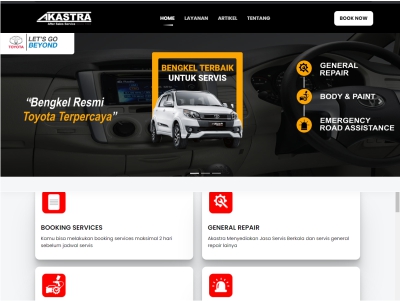 AKASTRA
After Sales Service
HOME LAYANAN ARTIKEL TENTANG
BOOK NOW
TOYOTA
LET'S GO
BEYOND
BENGKEL TERBAIK
UNTUK SERVIS
GENERAL
REPAIR
BODY & PAINT
EMERGENCY
ROAD ASSISTANCE
“Bengkel Resmi
Toyota Terpercaya”
BOOKING SERVICES
Kamu bisa melakukan booking services maksimal 2 hari
sebelum jadwal servis
GENERAL REPAIR
Akastra Menyediakan Jasa Servis Berkala dan servis general
repair lainya